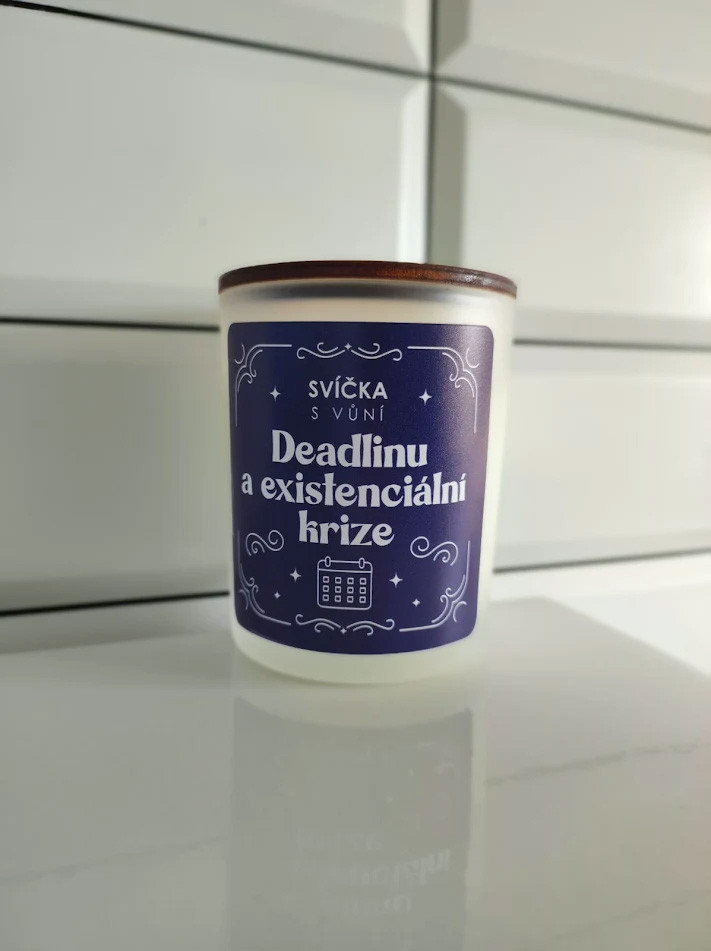 SVÍČKA
S VŮNÍ
Deadlinu
a existenciální
krize